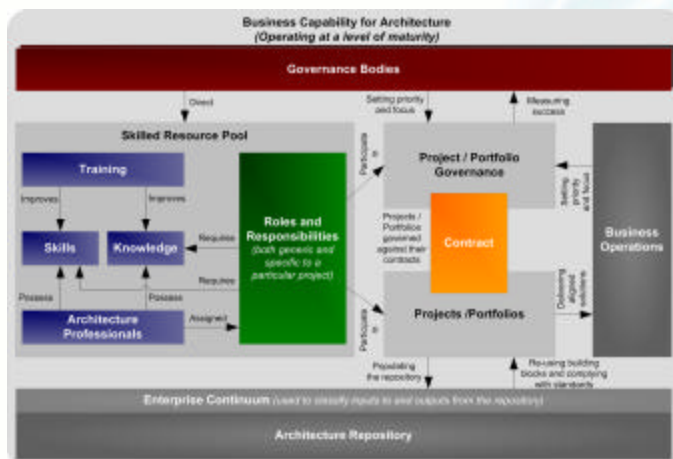 Business Capability for Architecture
(Operating at a level of maturity)
Governance Bodies
Direct
Setting priority
and focus
Measuring
success
Skilled Resource Pool
Training
Improves
Improves
Skills
Knowledge
Possess
Possess
Architecture
Professionals
Requires
Requires
Assigned
Roles and
Responsibilities
(both generic and
specific to a
particular project)
Participate
Participate
Project / Portfolio
Governance
Projects /
Portfolios
governed
against their
contracts
Contract
Projects /Portfolios
Setting
priority
and focus
Delivering
aligned
solutions
Business
Operations
Populating
the repository
Re-using building
blocks and complying
with standards
Enterprise Continuum (used to classify inputs to and outputs from the repository)
Architecture Repository